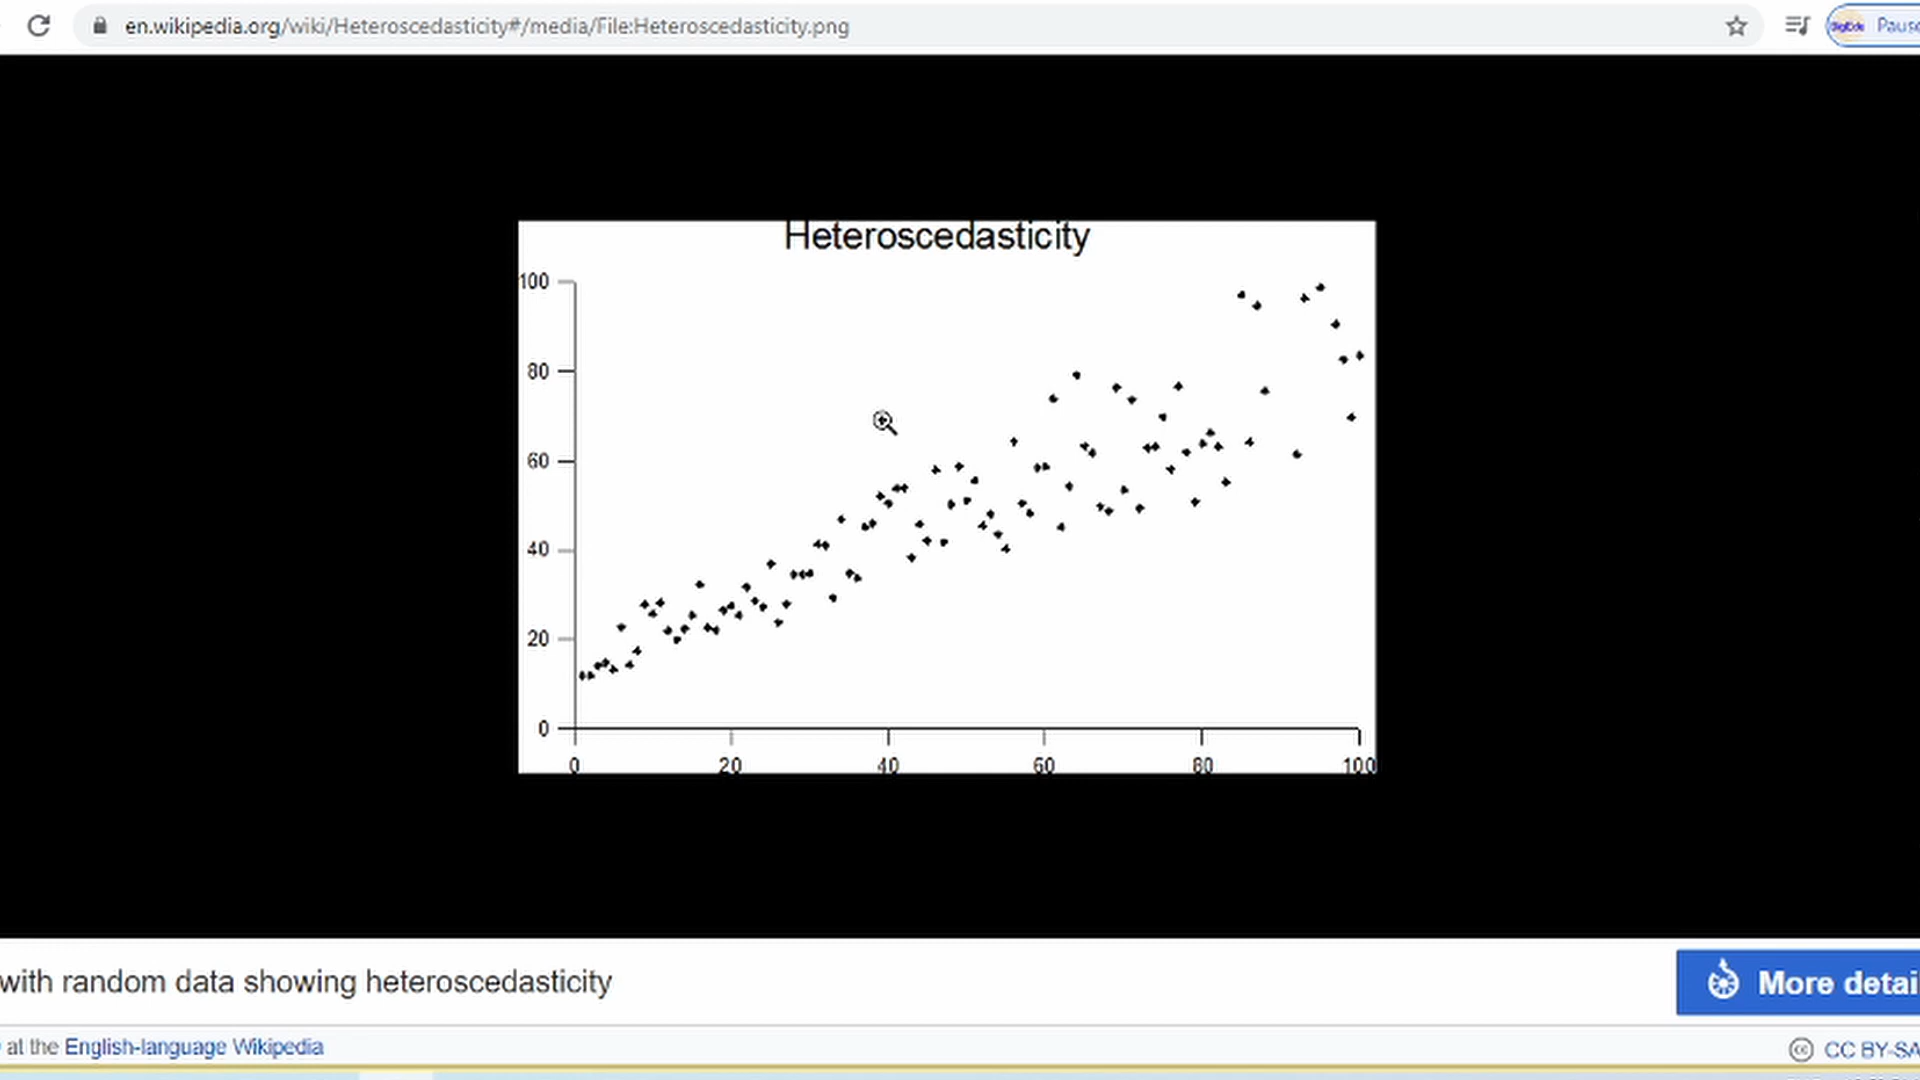 en.wikipedia.org/wiki/Heteroscedasticity#/media/File:Heteroscedasticity.png
Paus
Heteroscedasticity
100
80
60
40
20
0
0 20 40 60 80 100
with random data showing heteroscedasticity
More detai
at the English-language Wikipedia
CC BY-SA